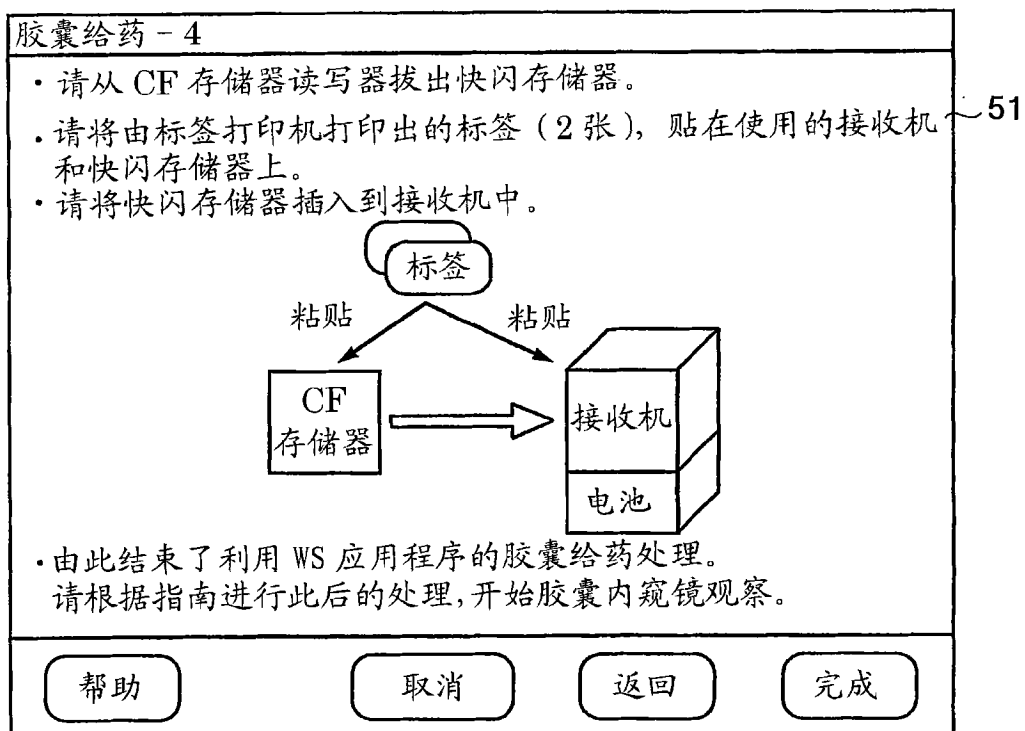 胶囊给药-4
·请从 CF 存储器读写器拔出快闪存储器。
·请将由标签打印机打印出的标签(2张),贴在使用的接收机
51
和快闪存储器上。
·请将快闪存储器插入到接收机中。
标签
粘贴 粘贴
CF
存储器
接收机
电池
·由此结束了利用 WS 应用程序的胶囊给药处理。
请根据指南进行此后的处理,开始胶囊内窥镜观察。
帮助 取消 返回 完成